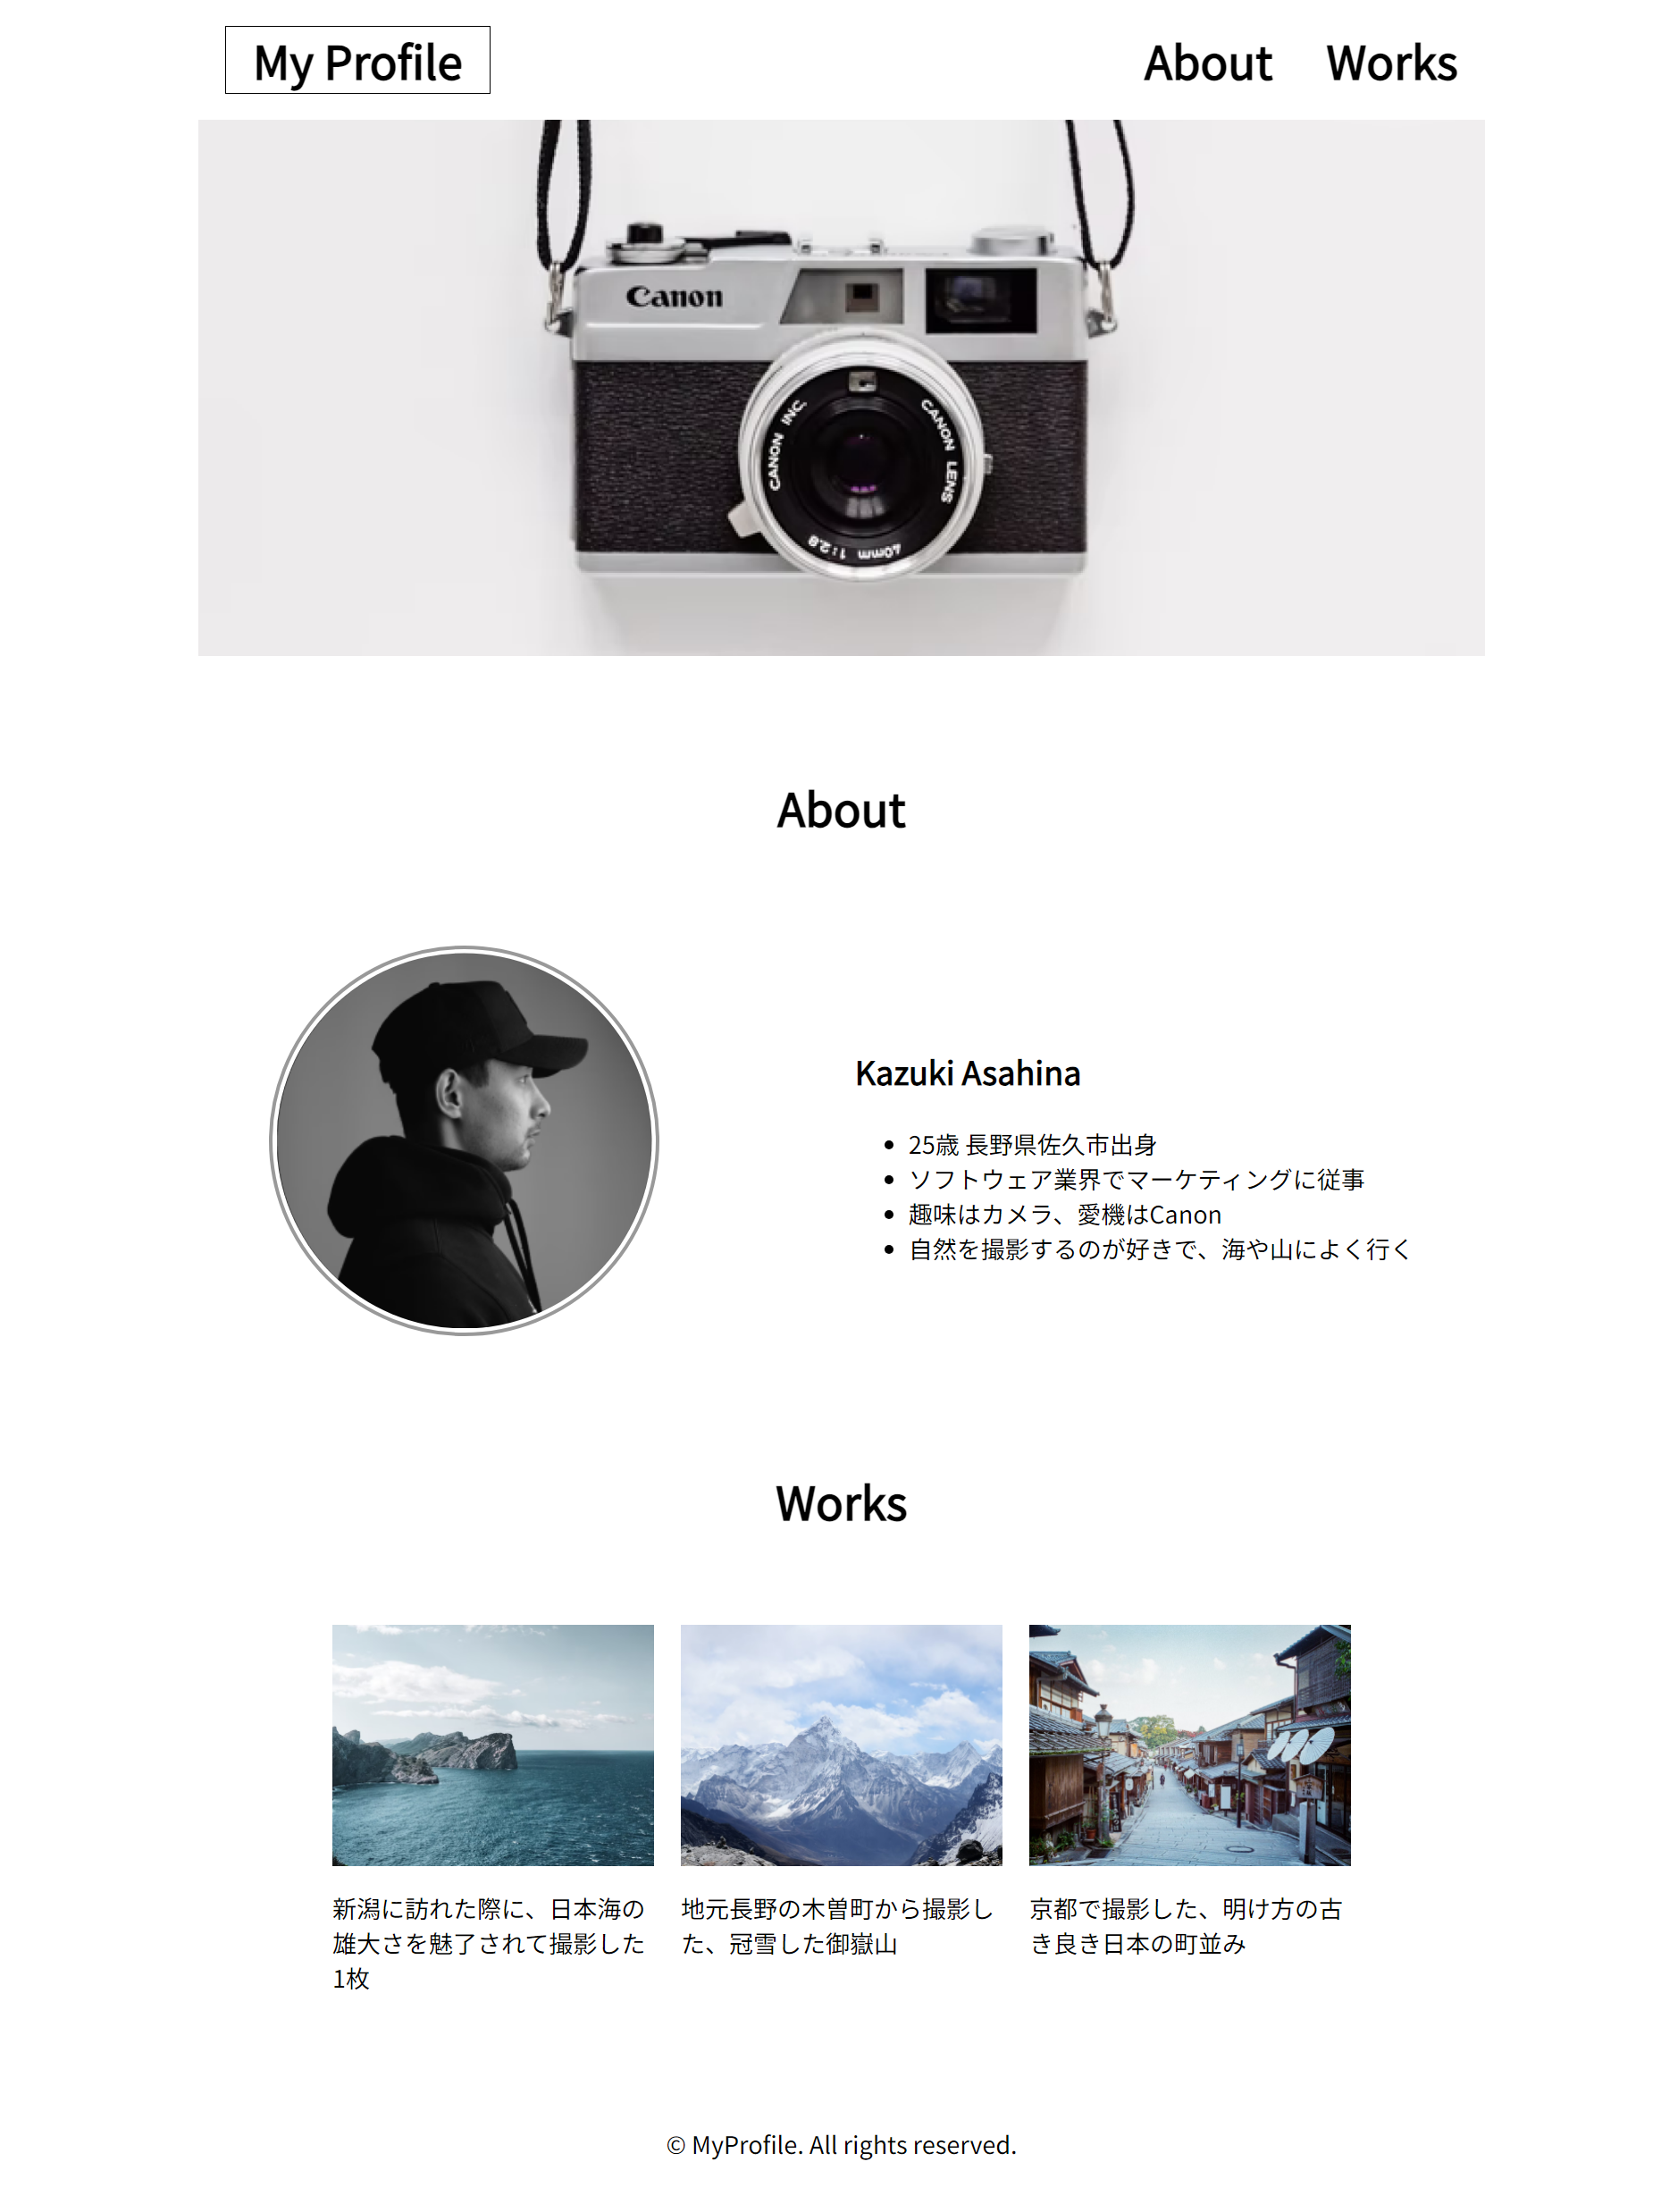 My Profile
About Works
Canon
CANON INC.
CANON LENS
40mm 1:2.8
About
Kazuki Asahina
• 25歳 長野県佐久市出身
• ソフトウェア業界でマーケティングに従事
• 趣味はカメラ、愛機はCanon
• 自然を撮影するのが好きで、海や山によく行く
Works
新潟に訪れた際に、日本海の
雄大さを魅了されて撮影した
1枚
地元長野の木曽町から撮影し
た、冠雪した御嶽山
京都で撮影した、明け方の古
き良き日本の町並み
© MyProfile. All rights reserved.